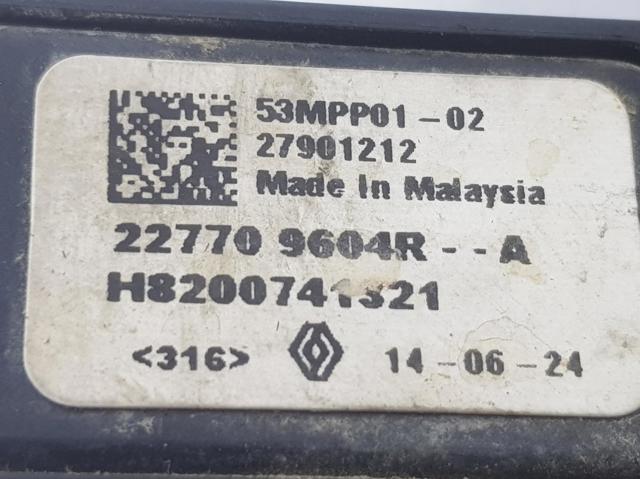 53MPP01-02
27901212
Made In Malaysia
22770 9604R--A
H8200741321
<316> 14-06-24